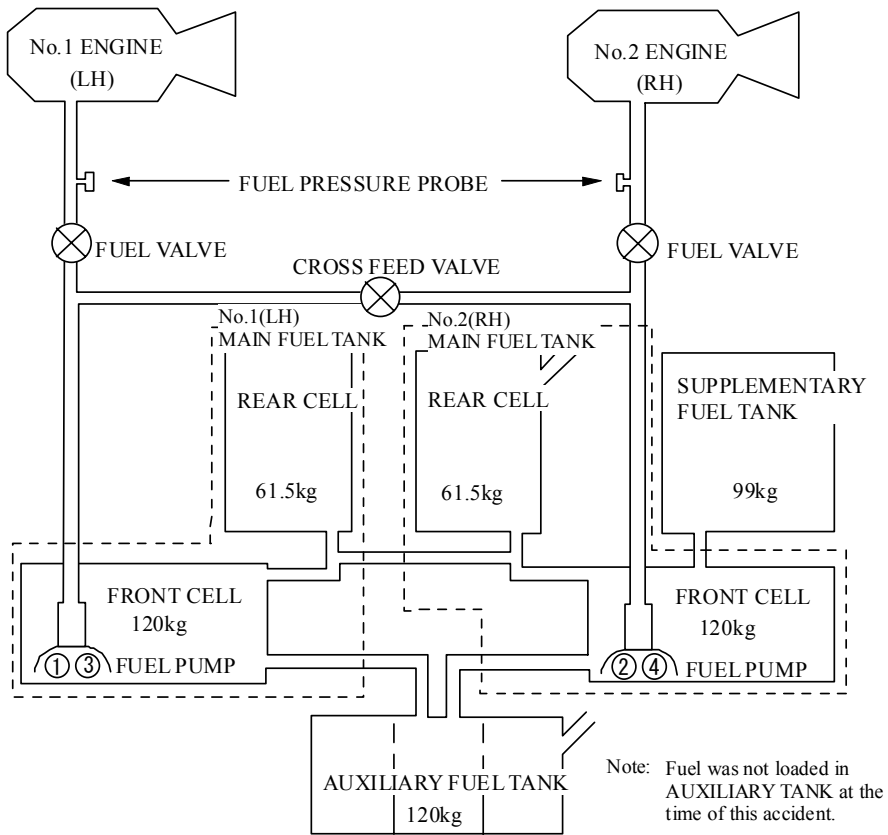 No.1 ENGINE
(LH)
No.2 ENGINE
(RH)
FUEL PRESSURE PROBE
FUEL VALVE
FUEL VALVE
CROSS FEED VALVE
No.1(LH)
MAIN FUEL TANK
No.2(RH)
MAIN FUEL TANK
REAR CELL
61.5kg
REAR CELL
61.5kg
SUPPLEMENTARY
FUEL TANK
99kg
FRONT CELL
120kg
① ③ FUEL PUMP
FRONT CELL
120kg
② ④ FUEL PUMP
AUXILIARY FUEL TANK
120kg
Note: Fuel was not loaded in
AUXILIARY TANK at the
time of this accident.